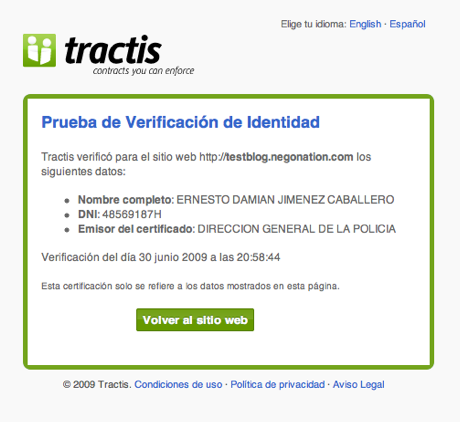 Elige tu idioma: English · Español
tractis
contracts you can enforce
Prueba de Verificación de Identidad
Tractis verificó para el sitio web http://testblog.negonation.com los
siguientes datos:
• Nombre completo: ERNESTO DAMIAN JIMENEZ CABALLERO
• DNI: 48569187H
• Emisor del certificado: DIRECCION GENERAL DE LA POLICIA
Verificación del día 30 junio 2009 a las 20:58:44
Esta certificación solo se refiere a los datos mostrados en esta página.
Volver al sitio web
© 2009 Tractis. Condiciones de uso · Política de privacidad · Aviso Legal